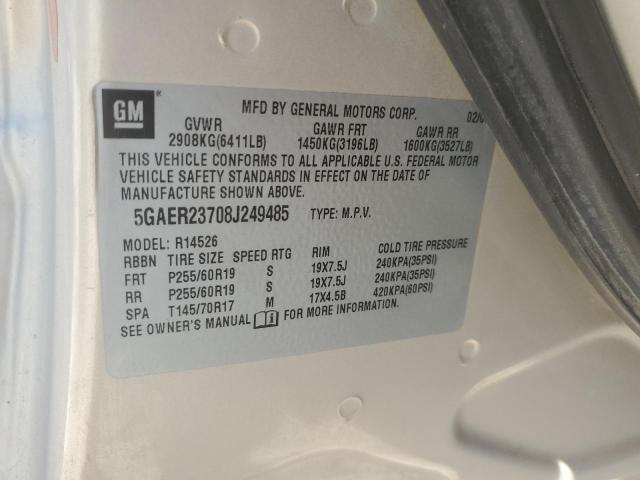 GM
MFD BY GENERAL MOTORS CORP. 02/0
GVWR GAWR FRT GAWR RR
2908KG(6411LB) 1450KG(3196LB) 1600KG(3527LB)
THIS VEHICLE CONFORMS TO ALL APPLICABLE U.S. FEDERAL MOTOR
VEHICLE SAFETY STANDARDS IN EFFECT ON THE DATE OF
MANUFACTURE SHOWN ABOVE.
5GAER23708J249485 TYPE: M.P.V.
MODEL: R14526
RBBN TIRE SIZE SPEED RTG RIM COLD TIRE PRESSURE
FRT P255/60R19 S 19X7.5J 240KPA(35PSI)
RR P255/60R19 S 19X7.5J 240KPA(35PSI)
SPA T145/70R17 M 17X4.5B 420KPA(60PSI)
SEE OWNER'S MANUAL FOR MORE INFORMATION.